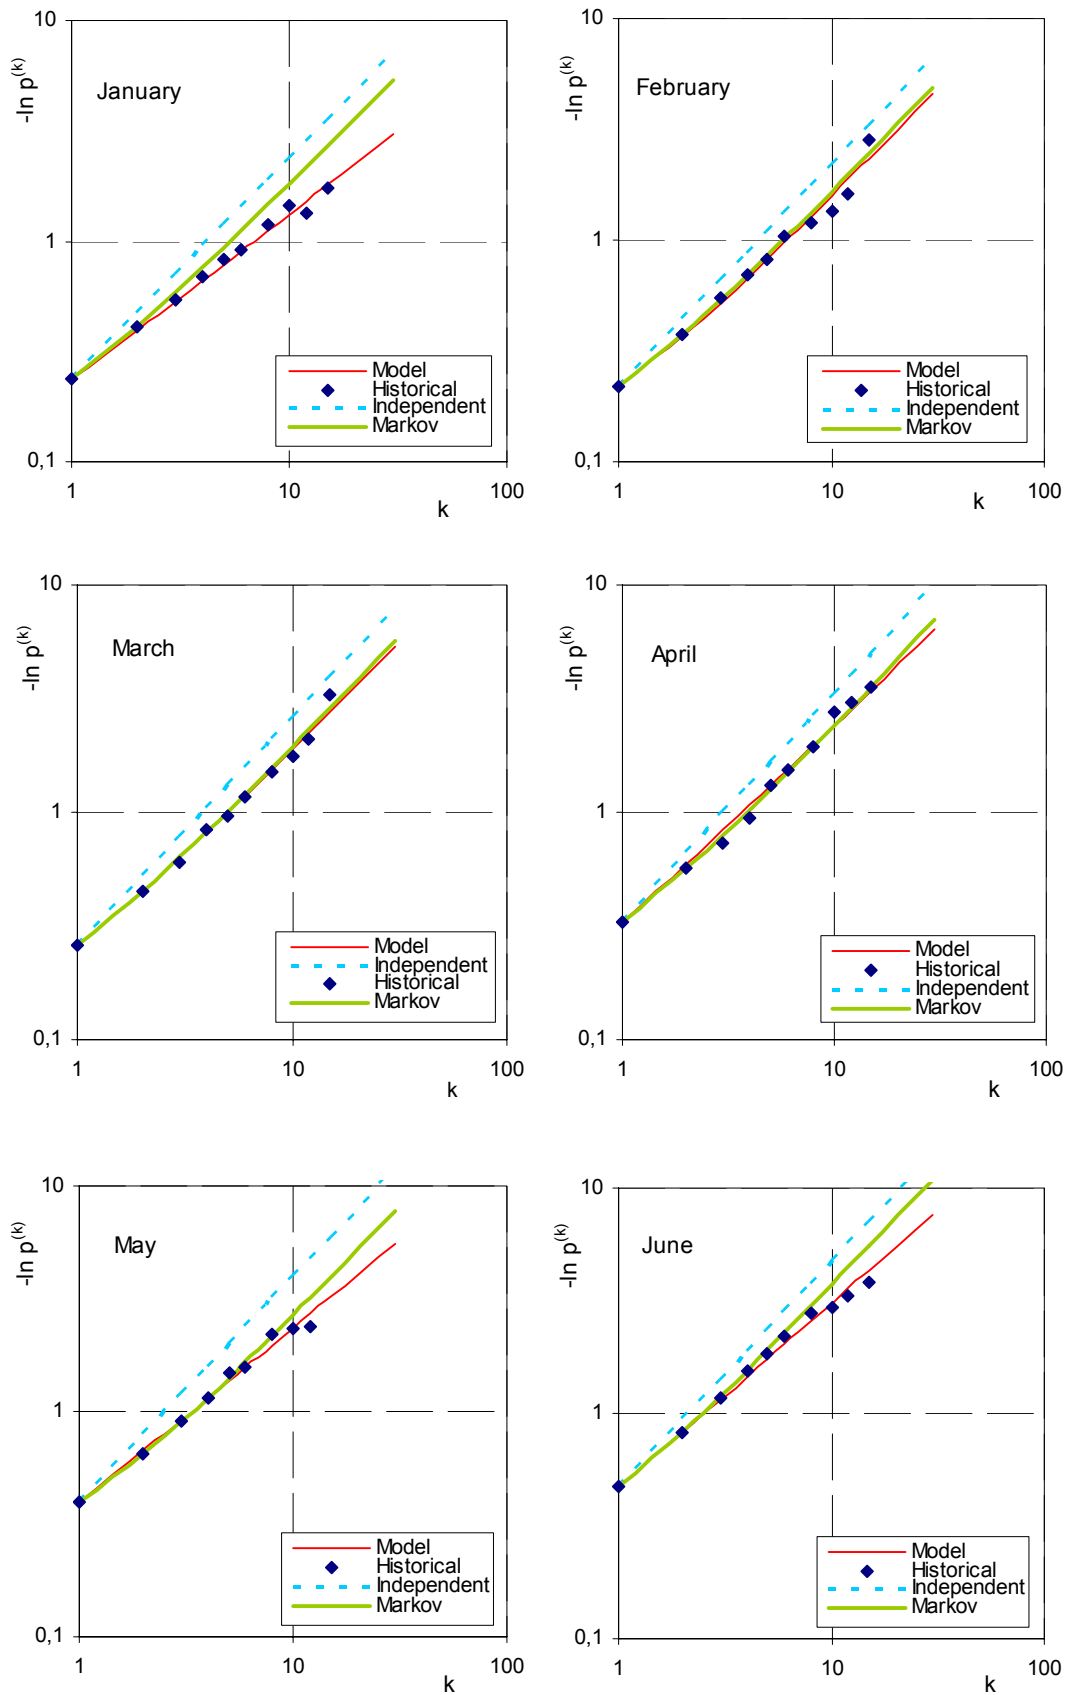 10
-ln p(k)
January
1
Model
Historical
Independent
Markov
0,1
1
10
100
k
10
-ln p(k)
February
1
Model
Historical
Independent
Markov
0,1
1
10
100
k
10
-ln p(k)
March
1
Model
Independent
Historical
Markov
0,1
1
10
100
k
10
-ln p(k)
April
1
Model
Historical
Independent
Markov
0,1
1
10
100
k
10
-ln p(k)
May
1
Model
Historical
Independent
Markov
0,1
1
10
100
k
10
-ln p(k)
June
1
Model
Historical
Independent
Markov
0,1
1
10
100
k